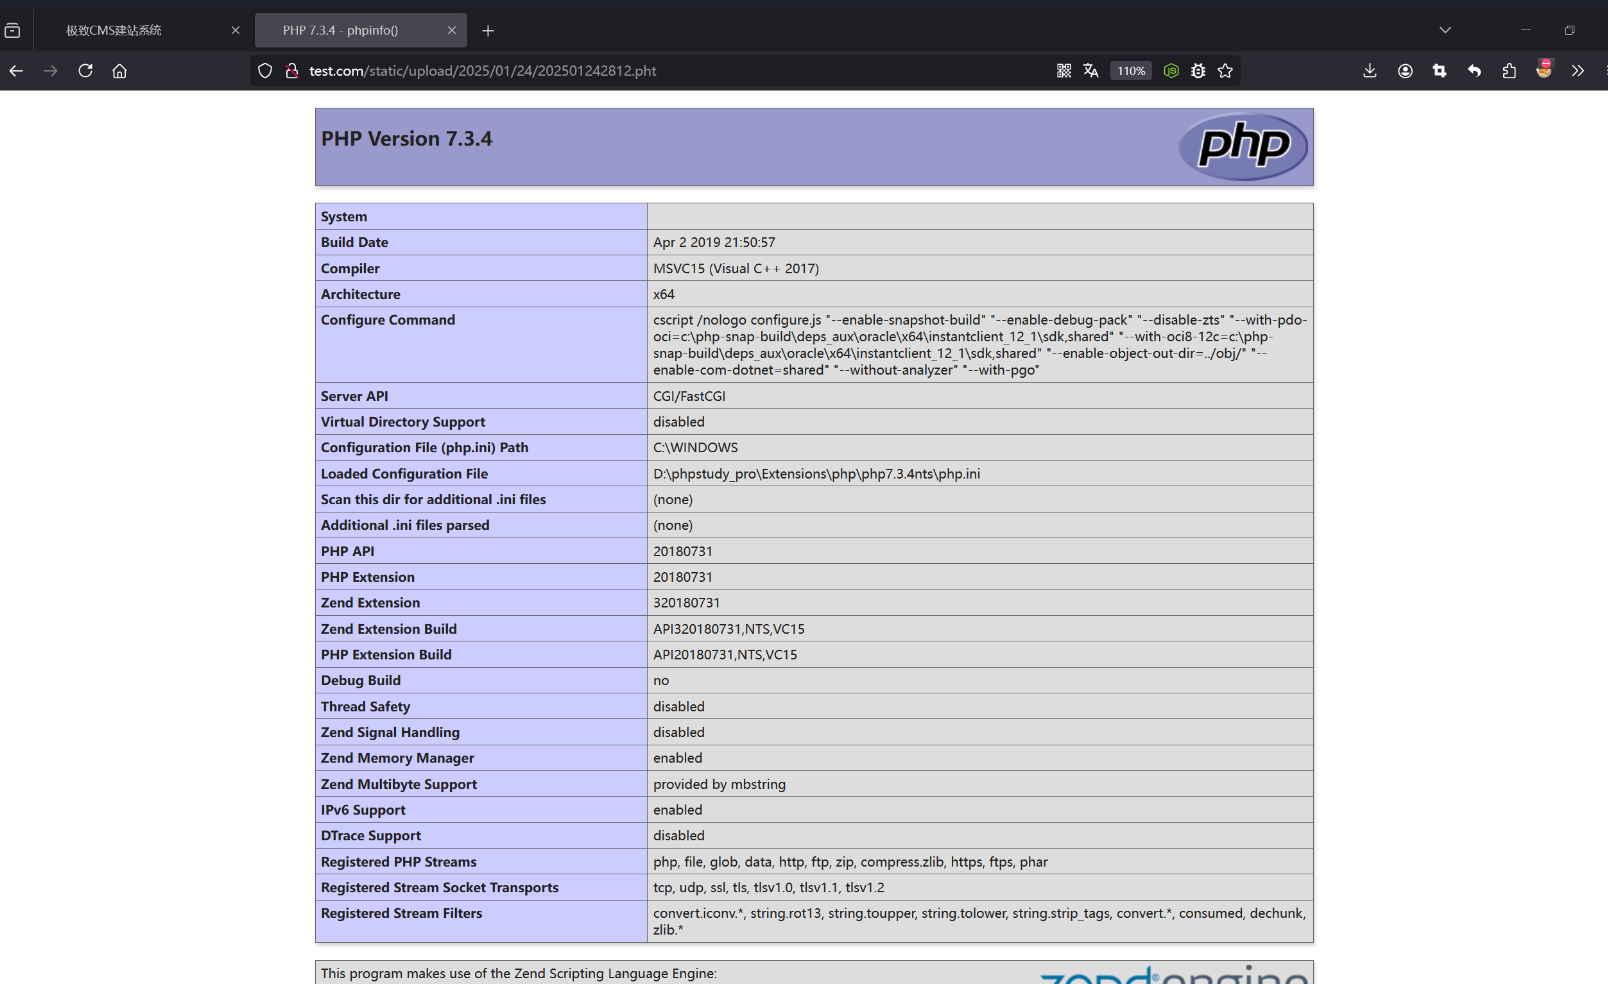 极致CMS建站系统
PHP 7.3.4 - phpinfo()
test.com/static/upload/2025/01/24/202501242812.pht
110%
PHP Version 7.3.4
php
System
Build Date Apr 2 2019 21:50:57
Compiler MSVC15 (Visual C++ 2017)
Architecture x64
Configure Command cscript /nologo configure.js "--enable-snapshot-build" "--enable-debug-pack" "--disable-zts" "--with-pdo-
oci=c:\php-snap-build\deps_aux\oracle\x64\instantclient_12_1\sdk,shared" "--with-oci8-12c=c:\php-
snap-build\deps_aux\oracle\x64\instantclient_12_1\sdk,shared" "--enable-object-out-dir=../obj/" "--
enable-com-dotnet=shared" "--without-analyzer" "--with-pgo"
Server API CGI/FastCGI
Virtual Directory Support disabled
Configuration File (php.ini) Path C:\WINDOWS
Loaded Configuration File D:\phpstudy_pro\Extensions\php\php7.3.4nts\php.ini
Scan this dir for additional .ini files (none)
Additional .ini files parsed (none)
PHP API 20180731
PHP Extension 20180731
Zend Extension 320180731
Zend Extension Build API320180731,NTS,VC15
PHP Extension Build API20180731,NTS,VC15
Debug Build no
Thread Safety disabled
Zend Signal Handling disabled
Zend Memory Manager enabled
Zend Multibyte Support provided by mbstring
IPv6 Support enabled
DTrace Support disabled
Registered PHP Streams php, file, glob, data, http, ftp, zip, compress.zlib, https, ftps, phar
Registered Stream Socket Transports tcp, udp, ssl, tls, tlsv1.0, tlsv1.1, tlsv1.2
Registered Stream Filters convert.iconv.*, string.rot13, string.toupper, string.tolower, string.strip_tags, convert.*, consumed, dechunk,
zlib.*
This program makes use of the Zend Scripting Language Engine:
zend engine